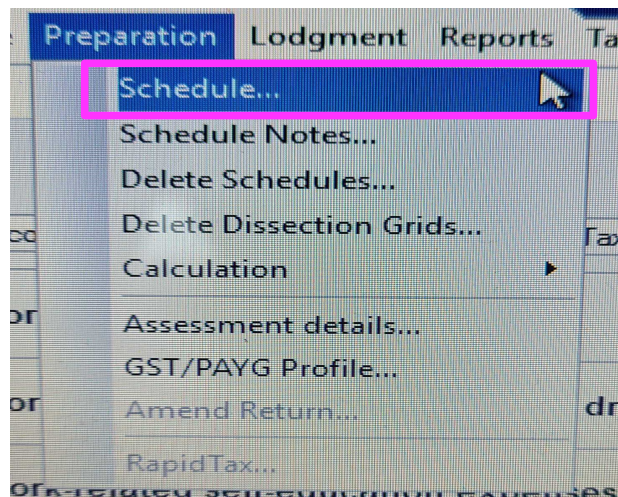 Preparation Lodgment Reports Ta
Schedule...
Schedule Notes...
Delete Schedules...
Delete Dissection Grids...
Calculation
Assessment details...
GST/PAYG Profile...
Amend Return...
RapidTax...